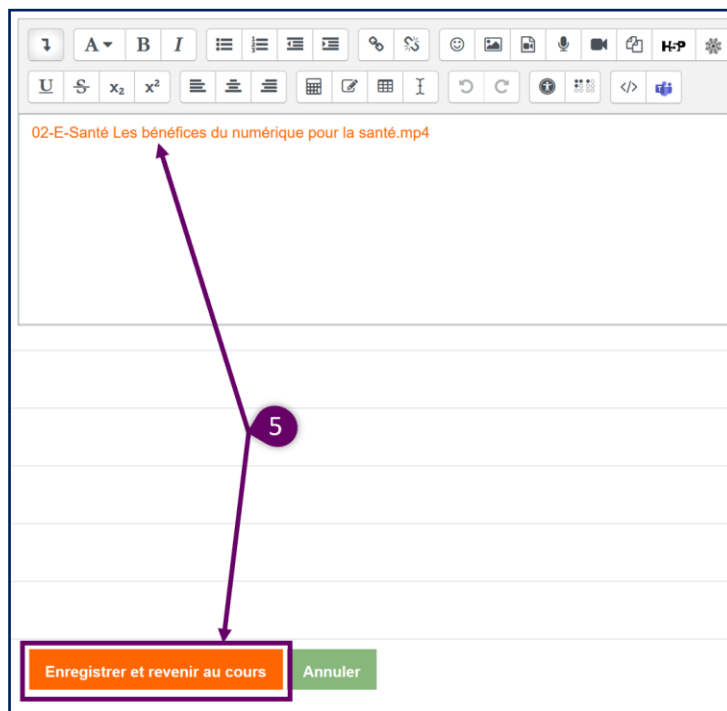 A B I H-5P
U S x₂ x² </>
02-E-Santé Les bénéfices du numérique pour la santé.mp4
5
Enregistrer et revenir au cours Annuler